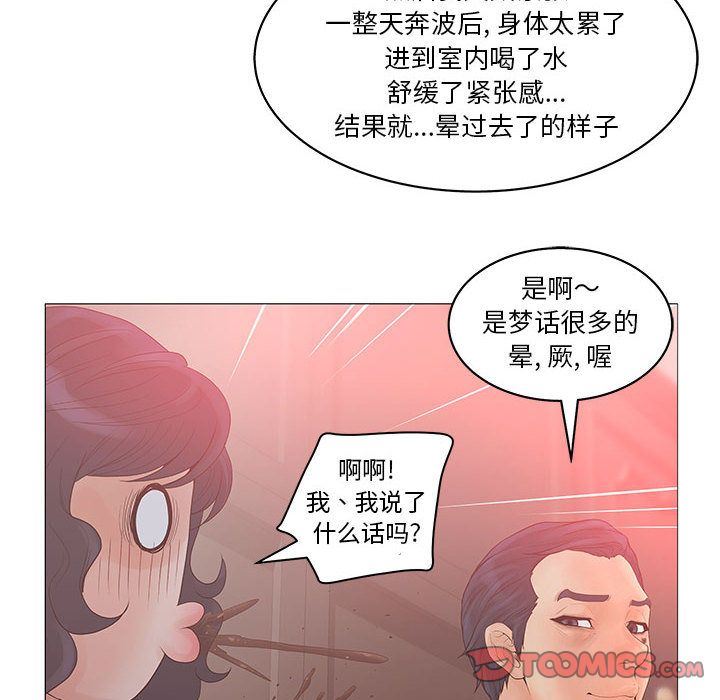 一整天奔波后, 身体太累了
进到室内喝了水
舒缓了紧张感...
结果就...晕过去了的样子
是啊～
是梦话很多的
晕, 厥, 喔
啊啊!
我、我说了
什么话吗?
TOOMICS.COM